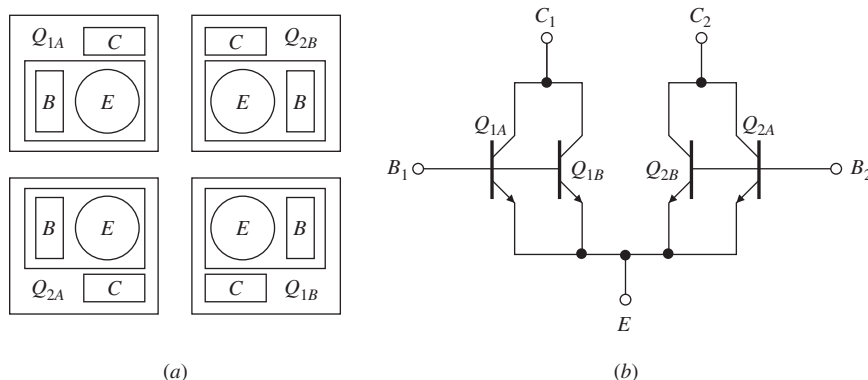 Q1A C
B E
C Q2B
E B
B E
Q2A C
E B
C Q1B
(a)
C1 C2
Q1A Q2A
B1 Q1B Q2B B2
E
(b)